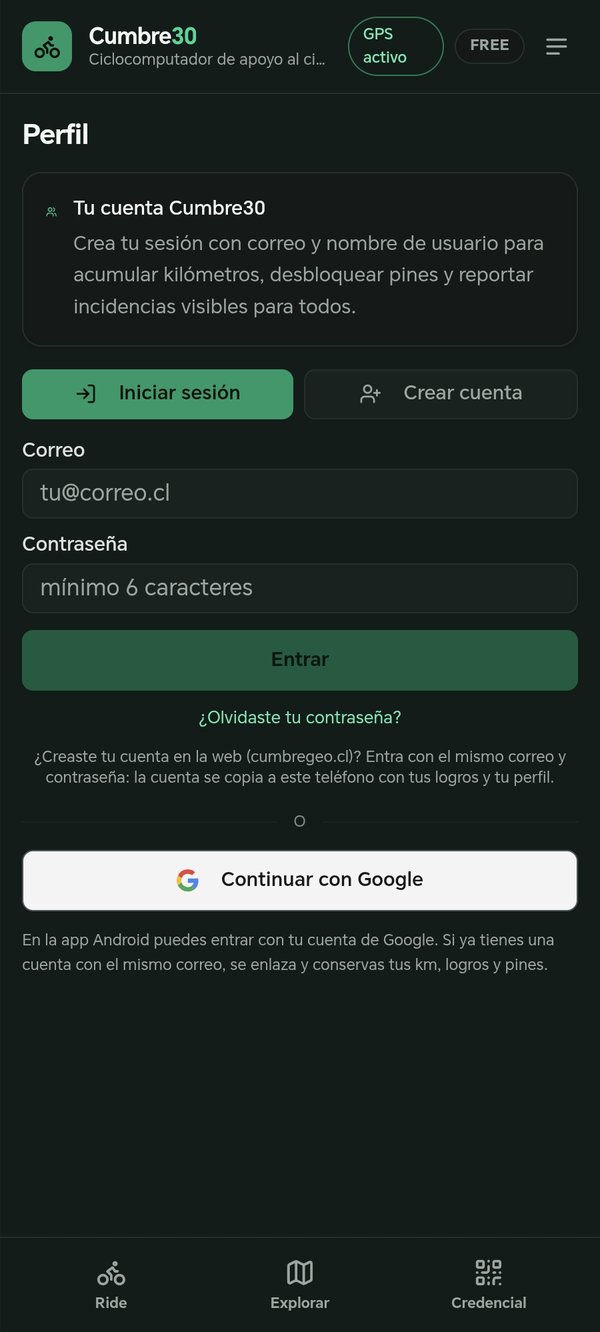 Cumbre30
Ciclocomputador de apoyo al ci...
GPS
activo
FREE
Perfil
Tu cuenta Cumbre30
Crea tu sesión con correo y nombre de usuario para
acumular kilómetros, desbloquear pines y reportar
incidencias visibles para todos.
Iniciar sesión
Crear cuenta
Correo
tu@correo.cl
Contraseña
mínimo 6 caracteres
Entrar
¿Olvidaste tu contraseña?
¿Creaste tu cuenta en la web (cumbregeo.cl)? Entra con el mismo correo y
contraseña: la cuenta se copia a este teléfono con tus logros y tu perfil.
O
Continuar con Google
En la app Android puedes entrar con tu cuenta de Google. Si ya tienes una
cuenta con el mismo correo, se enlaza y conservas tus km, logros y pines.
Ride
Explorar
Credencial